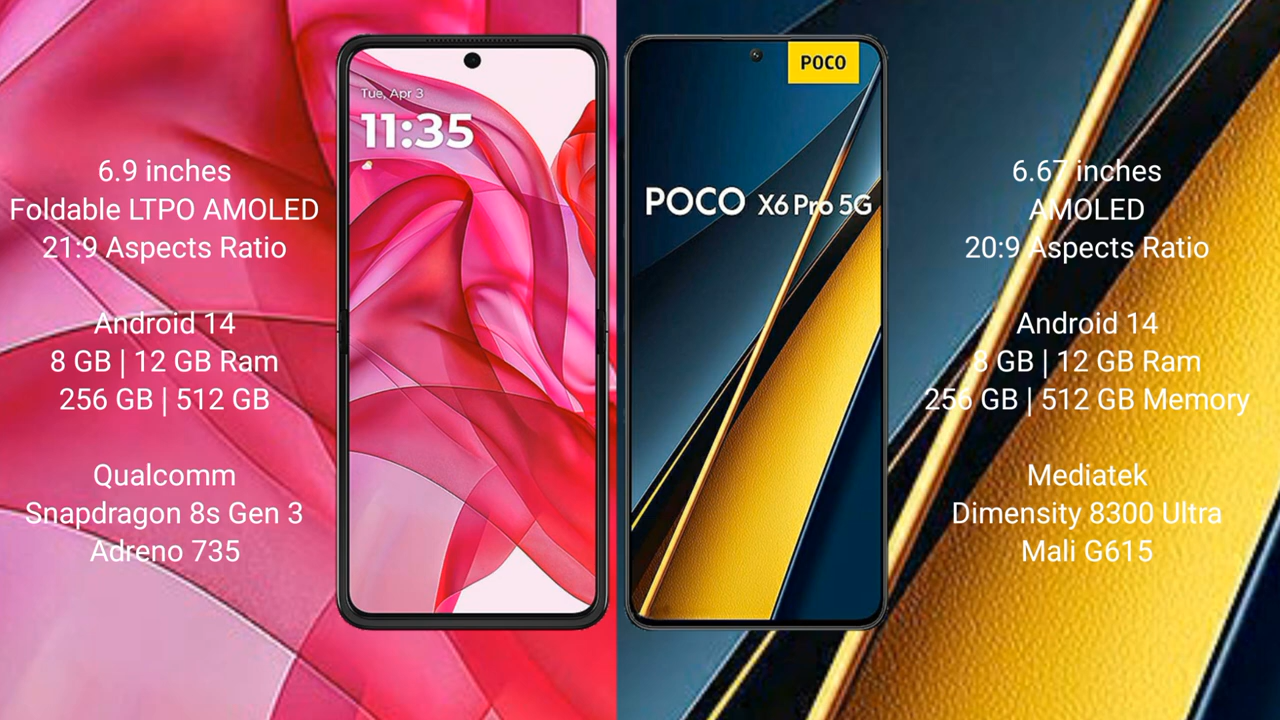 6.9 inches
Foldable LTPO AMOLED
21:9 Aspects Ratio
Android 14
8 GB | 12 GB Ram
256 GB | 512 GB
Qualcomm
Snapdragon 8s Gen 3
Adreno 735
Tue, Apr 3
11:35
POCO
POCO X6 Pro 5G
6.67 inches
AMOLED
20:9 Aspects Ratio
Android 14
8 GB | 12 GB Ram
256 GB | 512 GB Memory
Mediatek
Dimensity 8300 Ultra
Mali G615